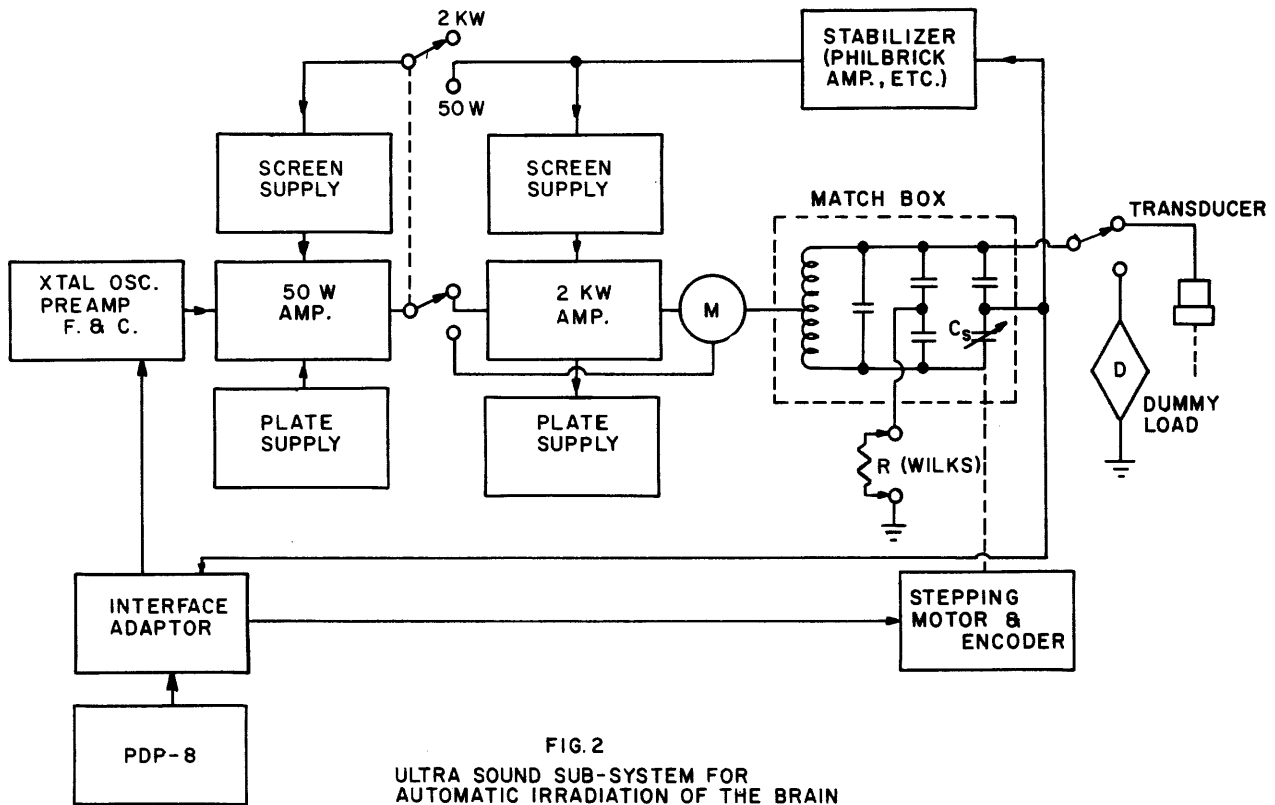 2 KW
50 W
STABILIZER
(PHILBRICK
AMP., ETC.)
SCREEN
SUPPLY
SCREEN
SUPPLY
MATCH BOX
TRANSDUCER
XTAL OSC.
PREAMP
F. & C.
50 W
AMP.
2 KW
AMP.
M
Cs
D
DUMMY
LOAD
PLATE
SUPPLY
PLATE
SUPPLY
R (WILKS)
INTERFACE
ADAPTOR
STEPPING
MOTOR &
ENCODER
PDP-8
FIG. 2
ULTRA SOUND SUB-SYSTEM FOR
AUTOMATIC IRRADIATION OF THE BRAIN